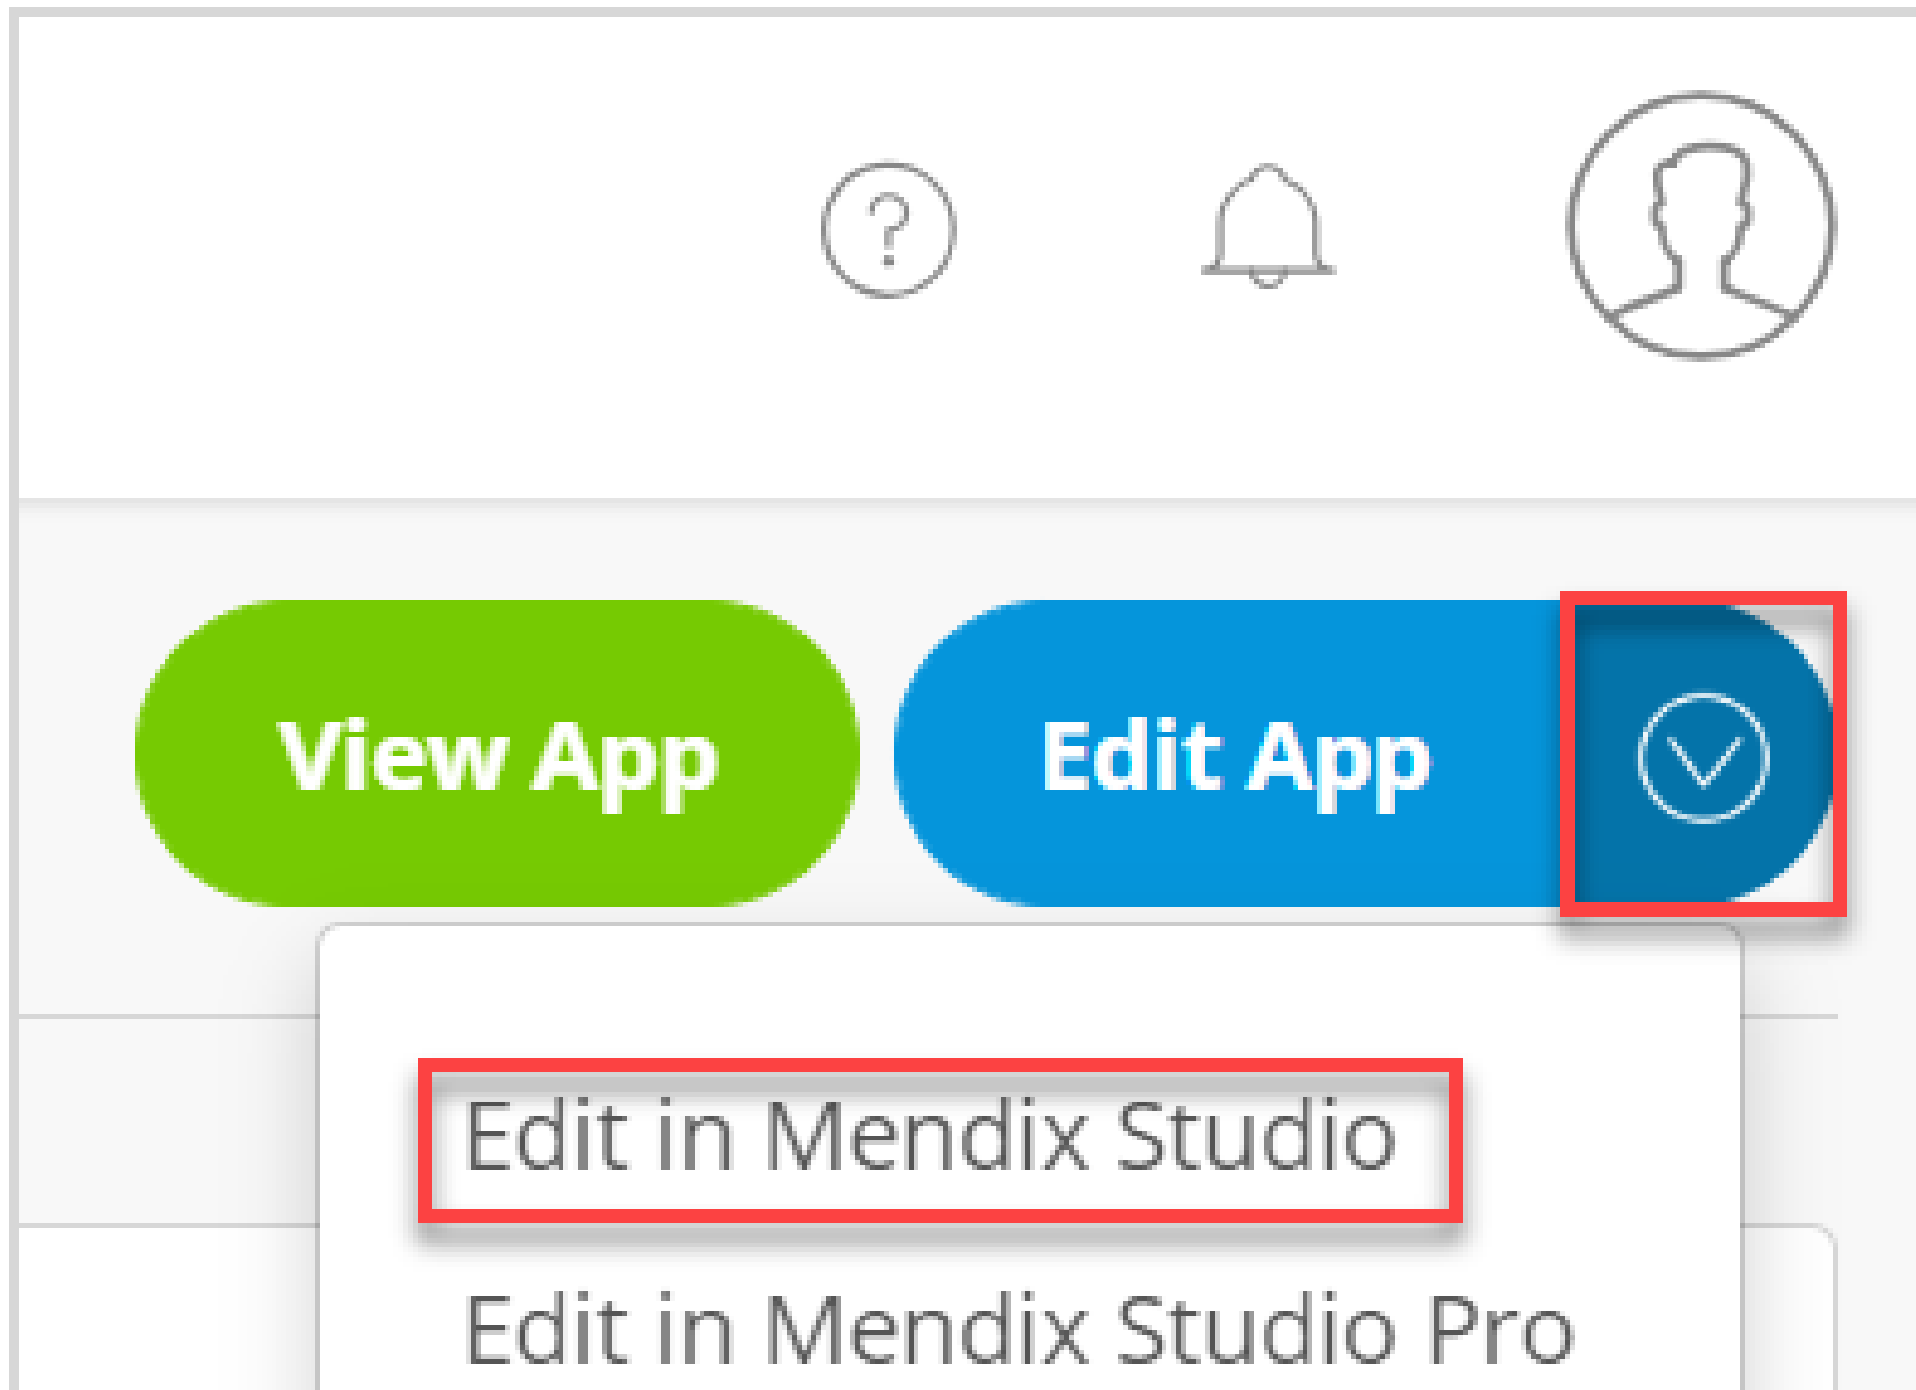 ?
View App
Edit App
Edit in Mendix Studio
Edit in Mendix Studio Pro